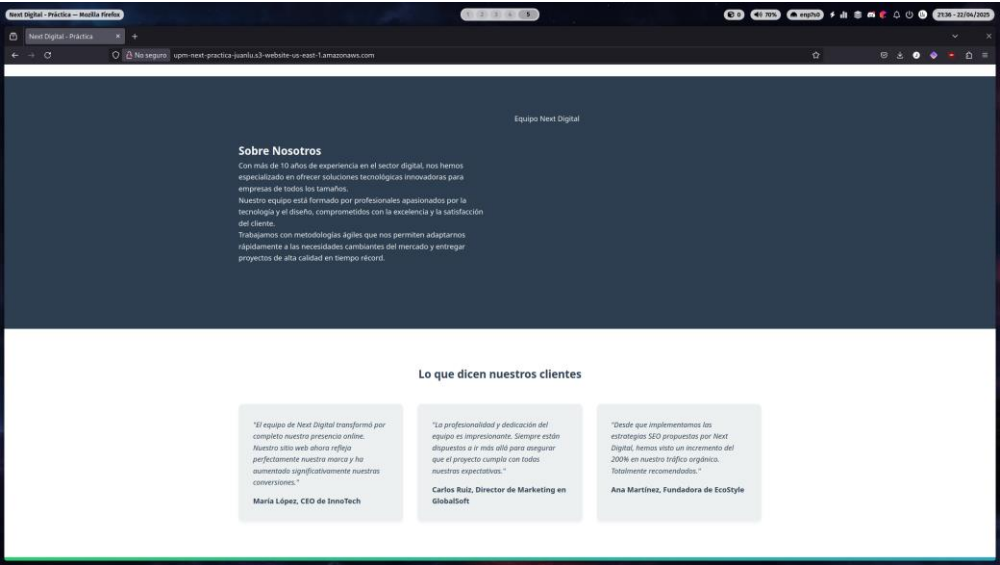 Next Digital - Práctica — Mozilla Firefox
1 2 3 4 5
0
70%
enp7s0
21:36 - 22/04/2025
Next Digital - Práctica
No seguro upm-next-practica-juanlu.s3-website-us-east-1.amazonaws.com
Equipo Next Digital
Sobre Nosotros
Con más de 10 años de experiencia en el sector digital, nos hemos
especializado en ofrecer soluciones tecnológicas innovadoras para
empresas de todos los tamaños.
Nuestro equipo está formado por profesionales apasionados por la
tecnología y el diseño, comprometidos con la excelencia y la satisfacción
del cliente.
Trabajamos con metodologías ágiles que nos permiten adaptarnos
rápidamente a las necesidades cambiantes del mercado y entregar
proyectos de alta calidad en tiempo récord.
Lo que dicen nuestros clientes
"El equipo de Next Digital transformó por
completo nuestra presencia online.
Nuestro sitio web ahora refleja
perfectamente nuestra marca y ha
aumentado significativamente nuestras
conversiones."
María López, CEO de InnoTech
"La profesionalidad y dedicación del
equipo es impresionante. Siempre están
dispuestos a ir más allá para asegurar
que el proyecto cumpla con todas
nuestras expectativas."
Carlos Ruiz, Director de Marketing en
GlobalSoft
"Desde que implementamos las
estrategias SEO propuestas por Next
Digital, hemos visto un incremento del
200% en nuestro tráfico orgánico.
Totalmente recomendados."
Ana Martínez, Fundadora de EcoStyle